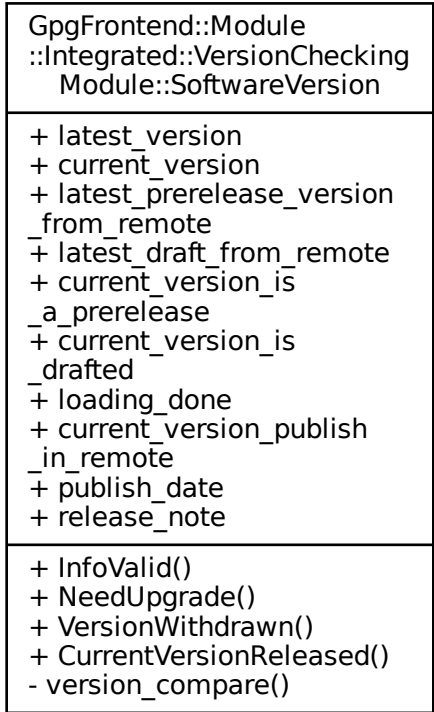 GpgFrontend::Module
::Integrated::VersionChecking
Module::SoftwareVersion
+ latest_version
+ current_version
+ latest_prerelease_version
_from_remote
+ latest_draft_from_remote
+ current_version_is
_a_prerelease
+ current_version_is
_drafted
+ loading_done
+ current_version_publish
_in_remote
+ publish_date
+ release_note
+ InfoValid()
+ NeedUpgrade()
+ VersionWithdrawn()
+ CurrentVersionReleased()
- version_compare()